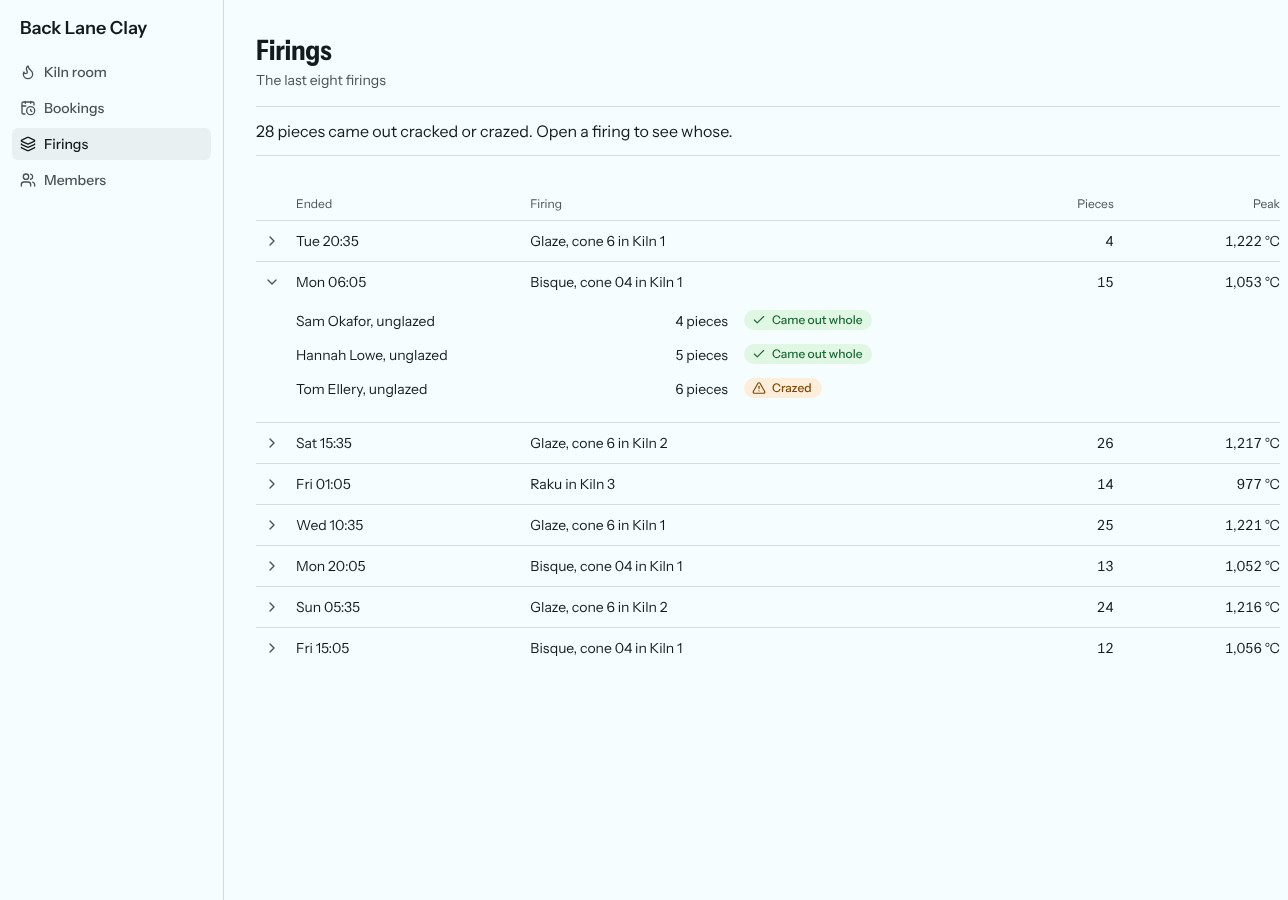 Back Lane Clay
Kiln room
Bookings
Firings
Members
Firings
The last eight firings
28 pieces came out cracked or crazed. Open a firing to see whose.
Ended Firing Pieces Peak
Tue 20:35 Glaze, cone 6 in Kiln 1 4 1,222 °C
Mon 06:05 Bisque, cone 04 in Kiln 1 15 1,053 °C
Sam Okafor, unglazed 4 pieces Came out whole
Hannah Lowe, unglazed 5 pieces Came out whole
Tom Ellery, unglazed 6 pieces Crazed
Sat 15:35 Glaze, cone 6 in Kiln 2 26 1,217 °C
Fri 01:05 Raku in Kiln 3 14 977 °C
Wed 10:35 Glaze, cone 6 in Kiln 1 25 1,221 °C
Mon 20:05 Bisque, cone 04 in Kiln 1 13 1,052 °C
Sun 05:35 Glaze, cone 6 in Kiln 2 24 1,216 °C
Fri 15:05 Bisque, cone 04 in Kiln 1 12 1,056 °C